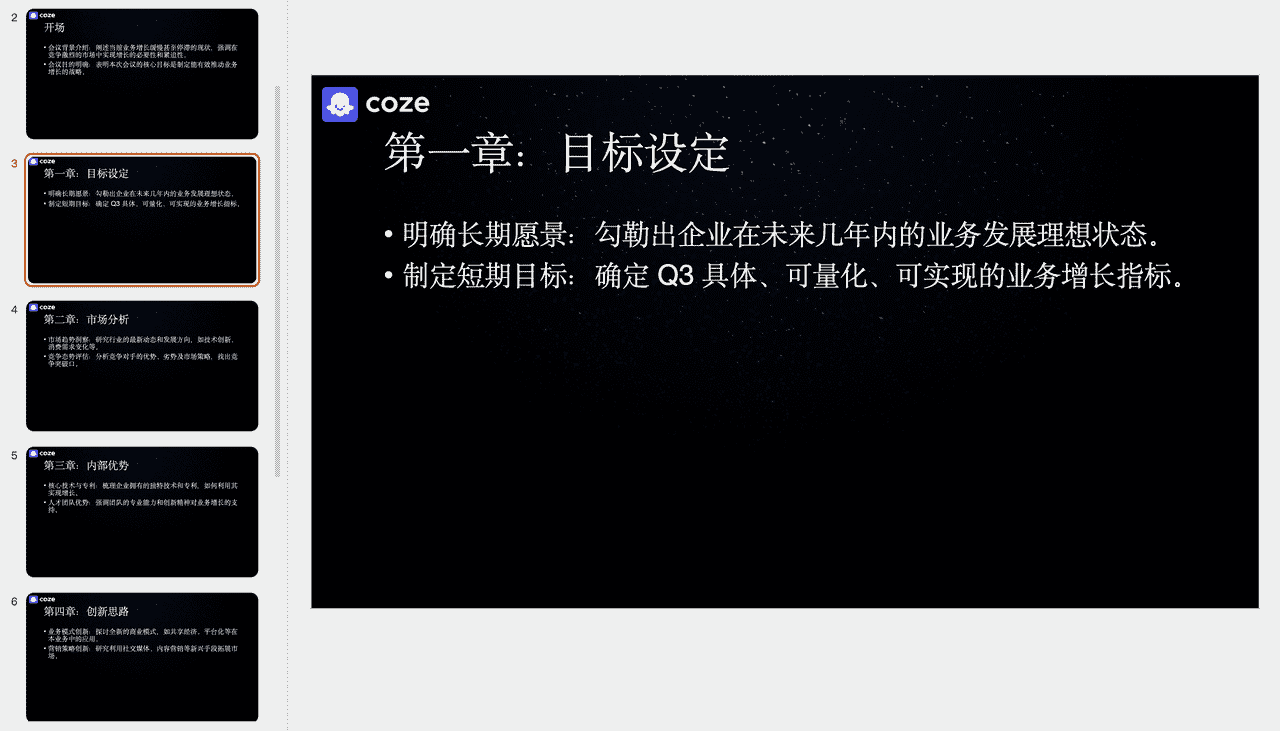 2
coze
开场
• 会议背景介绍：阐述当前业务增长缓慢甚至停滞的现状，强调在
竞争激烈的市场中实现增长的必要性和紧迫性。
• 会议目的明确：表明本次会议的核心目标是制定能有效推动业务
增长的战略。
3
coze
第一章：目标设定
• 明确长期愿景：勾勒出企业在未来几年内的业务发展理想状态。
• 制定短期目标：确定 Q3 具体、可量化、可实现的业务增长指标。
4
coze
第二章：市场分析
• 市场趋势洞察：研究行业的最新动态和发展方向，如技术创新、
消费需求变化等。
• 竞争态势评估：分析竞争对手的优势、劣势及市场策略，找出竞
争突破口。
5
coze
第三章：内部优势
• 核心技术与专利：梳理企业拥有的独特技术和专利，如何利用其
实现增长。
• 人才团队优势：强调团队的专业能力和创新精神对业务增长的支
持。
6
coze
第四章：创新思路
• 业务模式创新：探讨全新的商业模式，如共享经济、平台化等在
本业务中的应用。
• 营销策略创新：研究利用社交媒体、内容营销等新兴手段拓展市
场。
coze
第一章： 目标设定
• 明确长期愿景：勾勒出企业在未来几年内的业务发展理想状态。
• 制定短期目标：确定 Q3 具体、可量化、可实现的业务增长指标。